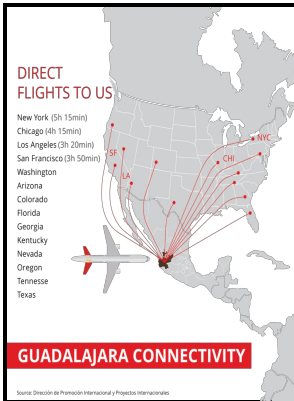 DIRECT
FLIGHTS TO US
New York (5h 15min)
Chicago (4h 15min)
Los Angeles (3h 20min)
San Francisco (3h 50min)
Washington
Arizona
Colorado
Florida
Georgia
Kentucky
Nevada
Oregon
Tennesse
Texas
NYC
CHI
SF
LA
GUADALAJARA CONNECTIVITY
Source: Dirección de Promoción Internacional y Proyectos Internacionales